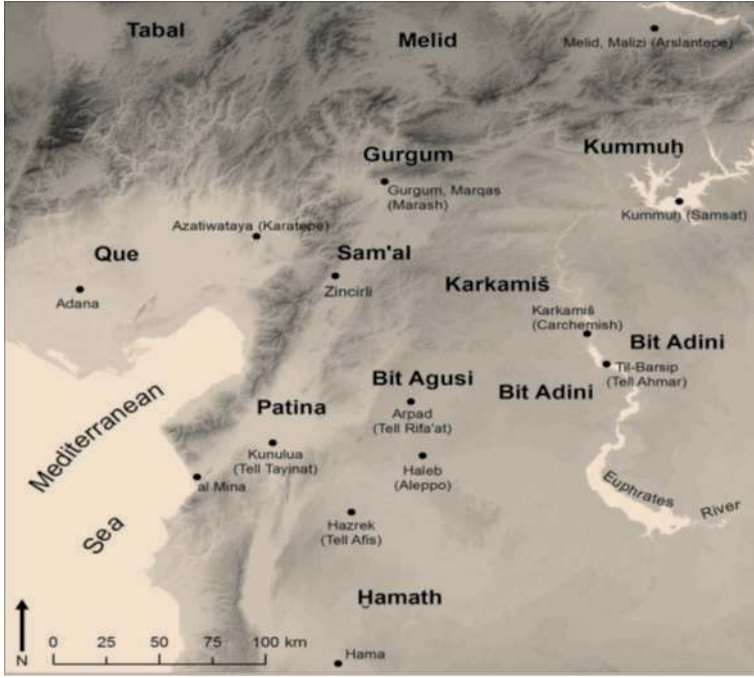 Tabal
Melid
Melid, Malizi (Arslantepe)
Gurgum
Kummuḫ
Gurgum, Marqas
(Marash)
Kummuḫ (Samsat)
Azatiwataya (Karatepe)
Que
Sam'al
Adana
Zincirli
Karkamiš
Karkamiš
(Carchemish)
Bit Adini
Til-Barsip
(Tell Ahmar)
Bit Agusi
Bit Adini
Patina
Arpad
(Tell Rifa'at)
Mediterranean
Sea
Kunulua
(Tell Tayinat)
Haleb
(Aleppo)
al Mina
Euphrates
River
Hazrek
(Tell Afis)
Ḫamath
N
0 25 50 75 100 km
Hama